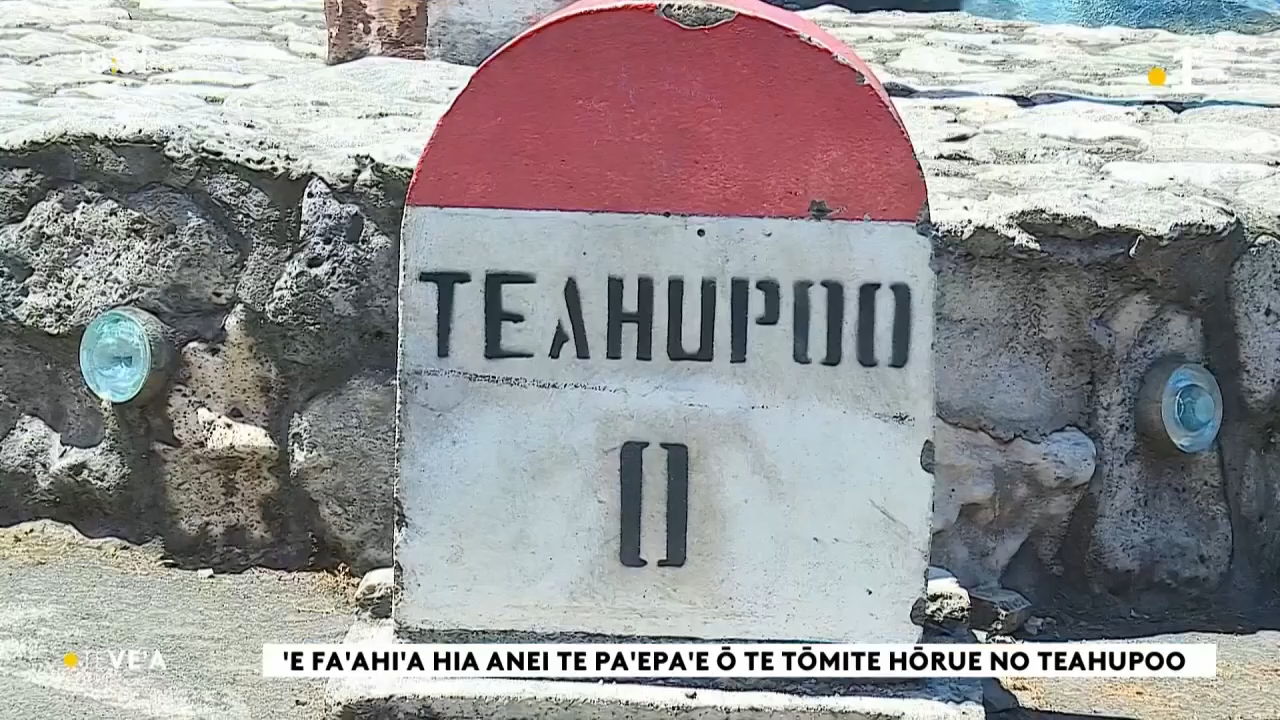 TEAHUPOO
0
TEVE'A
'E FA'AHI'A HIA ANEI TE PA'EPA'E Ō TE TŌMITE HŌRUE NO TEAHUPOO